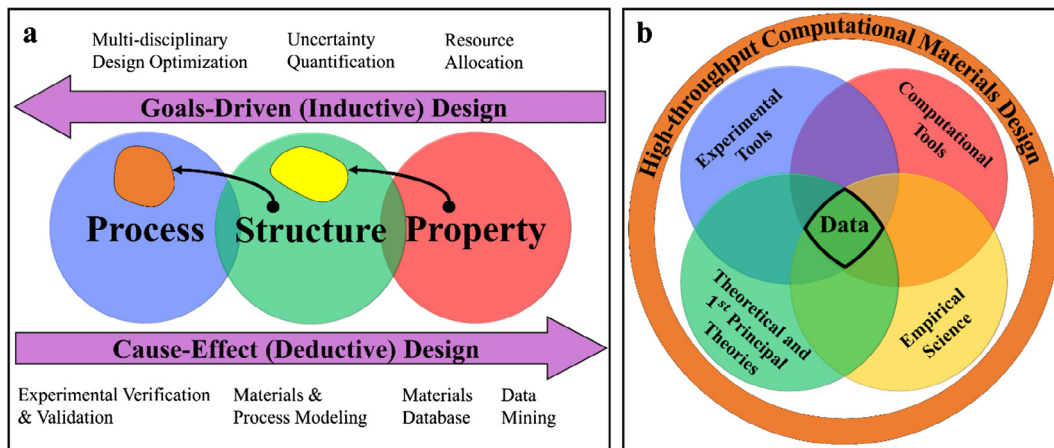 a
Multi-disciplinary
Design Optimization
Uncertainty
Quantification
Resource
Allocation
Goals-Driven (Inductive) Design
Process
Structure
Property
Cause-Effect (Deductive) Design
Experimental Verification
& Validation
Materials &
Process Modeling
Materials
Database
Data
Mining
b
High-throughput Computational Materials Design
Experimental
Tools
Computational
Tools
Data
Theoretical and
1st Principal
Theories
Empirical
Science